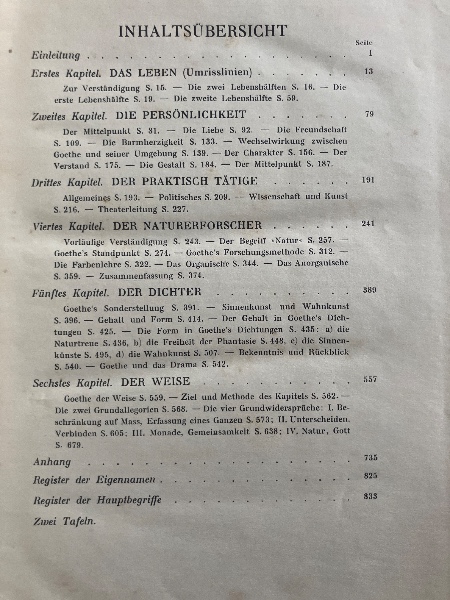 INHALTSÜBERSICHT
Seite
Einleitung . . . . . . . . . . . . . . . . 1
Erstes Kapitel. DAS LEBEN (Umrisslinien) . . . . . . . 13
Zur Verständigung S. 15. — Die zwei Lebenshälften S. 16. — Die
erste Lebenshälfte S. 19. — Die zweite Lebenshälfte S. 59.
Zweites Kapitel. DIE PERSÖNLICHKEIT . . . . . . . 79
Der Mittelpunkt S. 81. — Die Liebe S. 92. — Die Freundschaft
S. 109. — Die Barmherzigkeit S. 133. — Wechselwirkung zwischen
Goethe und seiner Umgebung S. 139. — Der Charakter S. 156. — Der
Verstand S. 175. — Die Gestalt S. 184. — Der Mittelpunkt S. 187.
Drittes Kapitel. DER PRAKTISCH TÄTIGE . . . . . . 191
Allgemeines S. 193. — Politisches S. 209. — Wissenschaft und Kunst
S. 216. — Theaterleitung S. 227.
Viertes Kapitel. DER NATURERFORSCHER . . . . . . 241
Vorläufige Verständigung S. 243. — Der Begriff ›Natur‹ S. 257. —
Goethe's Standpunkt S. 271. — Goethe's Forschungsmethode S. 312. —
Die Farbenlehre S. 322. — Das Organische S. 344. — Das Anorganische
S. 359. — Zusammenfassung S. 374.
Fünftes Kapitel. DER DICHTER . . . . . . . . . 389
Goethe's Sonderstellung S. 391. — Sinnenkunst und Wahnkunst
S. 396. — Gehalt und Form S. 414. — Der Gehalt in Goethe's Dich-
tungen S. 425. — Die Form in Goethe's Dichtungen S. 435: a) die
Naturtreue S. 436, b) die Freiheit der Phantasie S. 448, c) die Sinnen-
künste S. 495, d) die Wahnkunst S. 507. — Bekenntnis und Rückblick
S. 540. — Goethe und das Drama S. 542.
Sechstes Kapitel. DER WEISE . . . . . . . . . . 557
Goethe der Weise S. 559. — Ziel und Methode des Kapitels S. 562. —
Die zwei Grundallegorien S. 568. — Die vier Grundwidersprüche: I. Be-
schränkung auf Mass, Erfassung eines Ganzen S. 573; II. Unterscheiden,
Verbinden S. 605; III. Monade, Gemeinsamkeit S. 638; IV. Natur, Gott
S. 679.
Anhang . . . . . . . . . . . . . . . . 735
Register der Eigennamen . . . . . . . . . . . . 825
Register der Hauptbegriffe . . . . . . . . . . . 833
Zwei Tafeln.